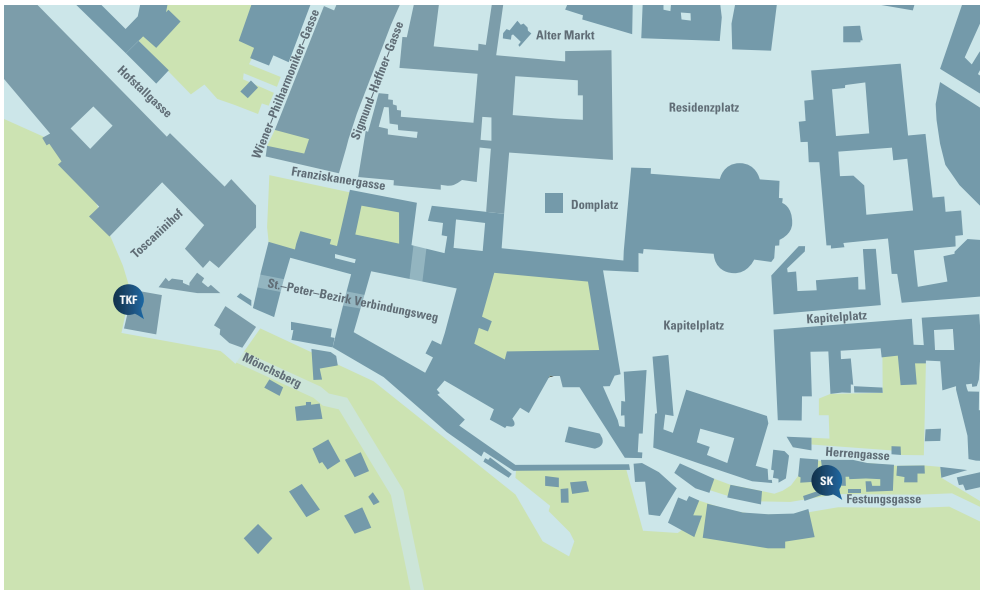 Alter Markt
Hofstallgasse
Wiener–Philharmoniker–Gasse
Sigmund–Haffner–Gasse
Residenzplatz
Franziskanergasse
Domplatz
Toscaninihof
St.–Peter–Bezirk Verbindungsweg
TKF
Kapitelplatz
Kapitelplatz
Mönchsberg
Herrengasse
SK
Festungsgasse